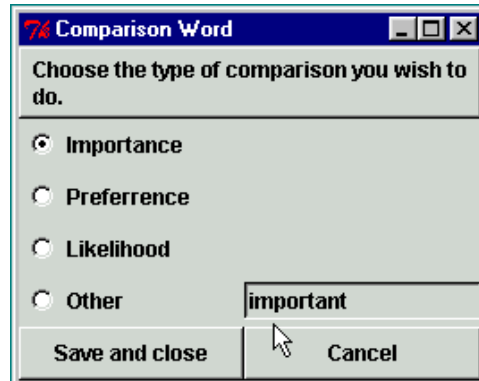 Comparison Word
Choose the type of comparison you wish to
do.
Importance
Preferrence
Likelihood
Other important
Save and close Cancel